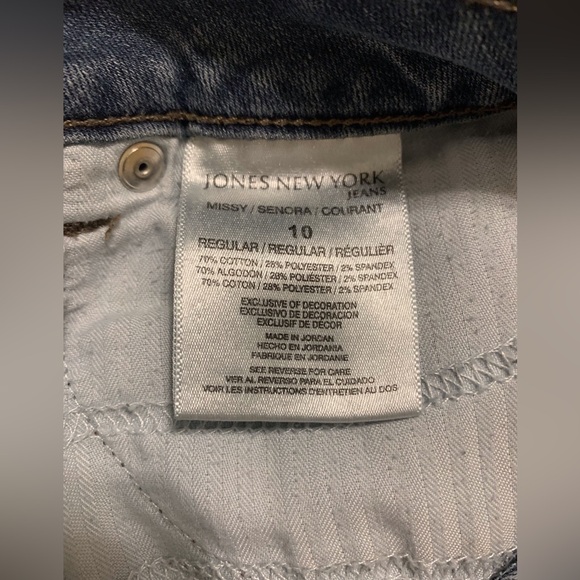 JONES NEW YORK
JEANS
MISSY / SENORA / COURANT
10
REGULAR / REGULAR / RÉGULIER
70% COTTON / 28% POLYESTER / 2% SPANDEX
70% ALGODON / 28% POLIÉSTER / 2% SPANDEX
70% COTON / 28% POLYESTER / 2% SPANDEX
EXCLUSIVE OF DECORATION
EXCLUSIVO DE DECORACION
EXCLUSIF DE DÉCOR
MADE IN JORDAN
HECHO EN JORDANIA
FABRIQUE EN JORDANIE
SEE REVERSE FOR CARE
VER AL REVERSO PARA EL CUIDADO
VOIR LES INSTRUCTIONS D'ENTRETIEN AU DOS